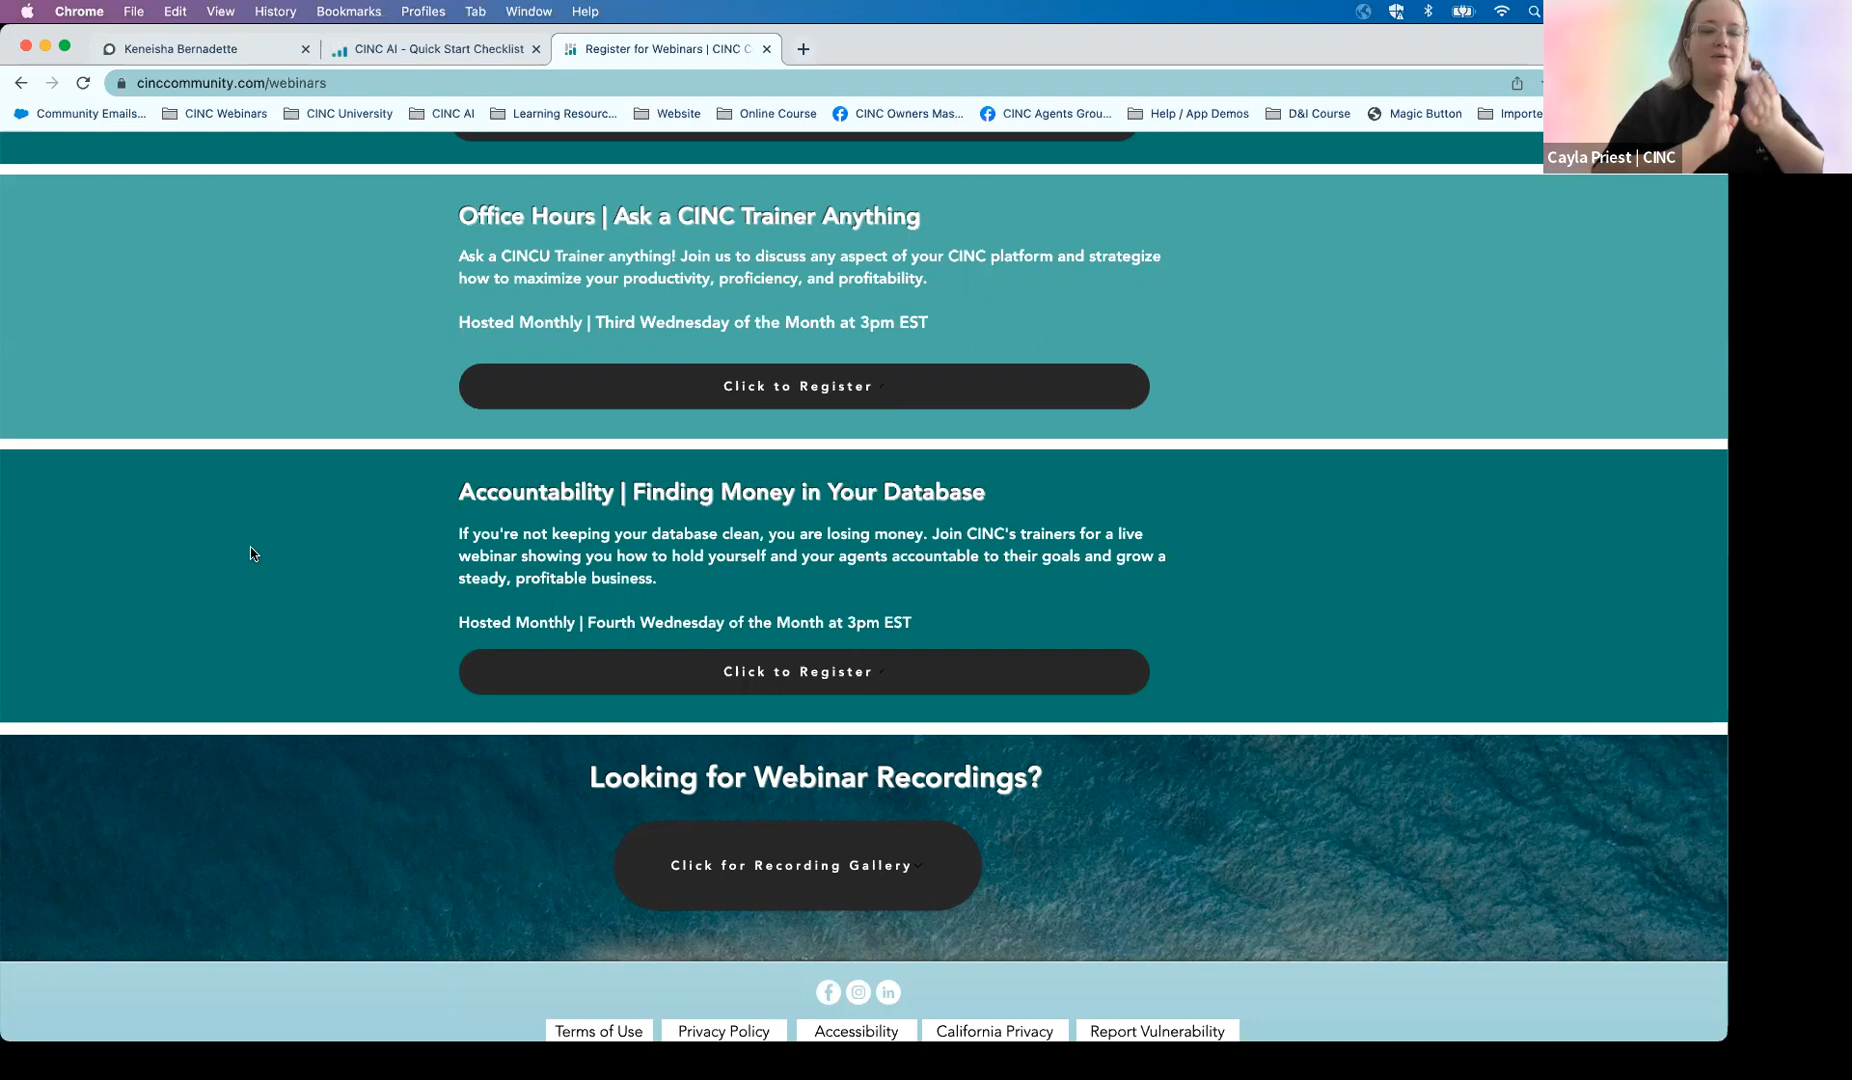 Chrome File Edit View History Bookmarks Profiles Tab Window Help
Keneisha Bernadette
CINC AI - Quick Start Checklist
Register for Webinars | CINC C
cinccommunity.com/webinars
Community Emails...
CINC Webinars
CINC University
CINC AI
Learning Resourc...
Website
Online Course
CINC Owners Mas...
CINC Agents Grou...
Help / App Demos
D&I Course
Magic Button
Importe
Cayla Priest | CINC
Office Hours | Ask a CINC Trainer Anything
Ask a CINCU Trainer anything! Join us to discuss any aspect of your CINC platform and strategize
how to maximize your productivity, proficiency, and profitability.
Hosted Monthly | Third Wednesday of the Month at 3pm EST
Click to Register
Accountability | Finding Money in Your Database
If you're not keeping your database clean, you are losing money. Join CINC's trainers for a live
webinar showing you how to hold yourself and your agents accountable to their goals and grow a
steady, profitable business.
Hosted Monthly | Fourth Wednesday of the Month at 3pm EST
Click to Register
Looking for Webinar Recordings?
Click for Recording Gallery
Terms of Use
Privacy Policy
Accessibility
California Privacy
Report Vulnerability